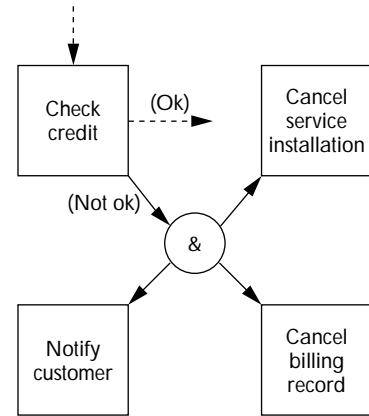 Check
credit
(Ok)
Cancel
service
installation
(Not ok)
&
Notify
customer
Cancel
billing
record